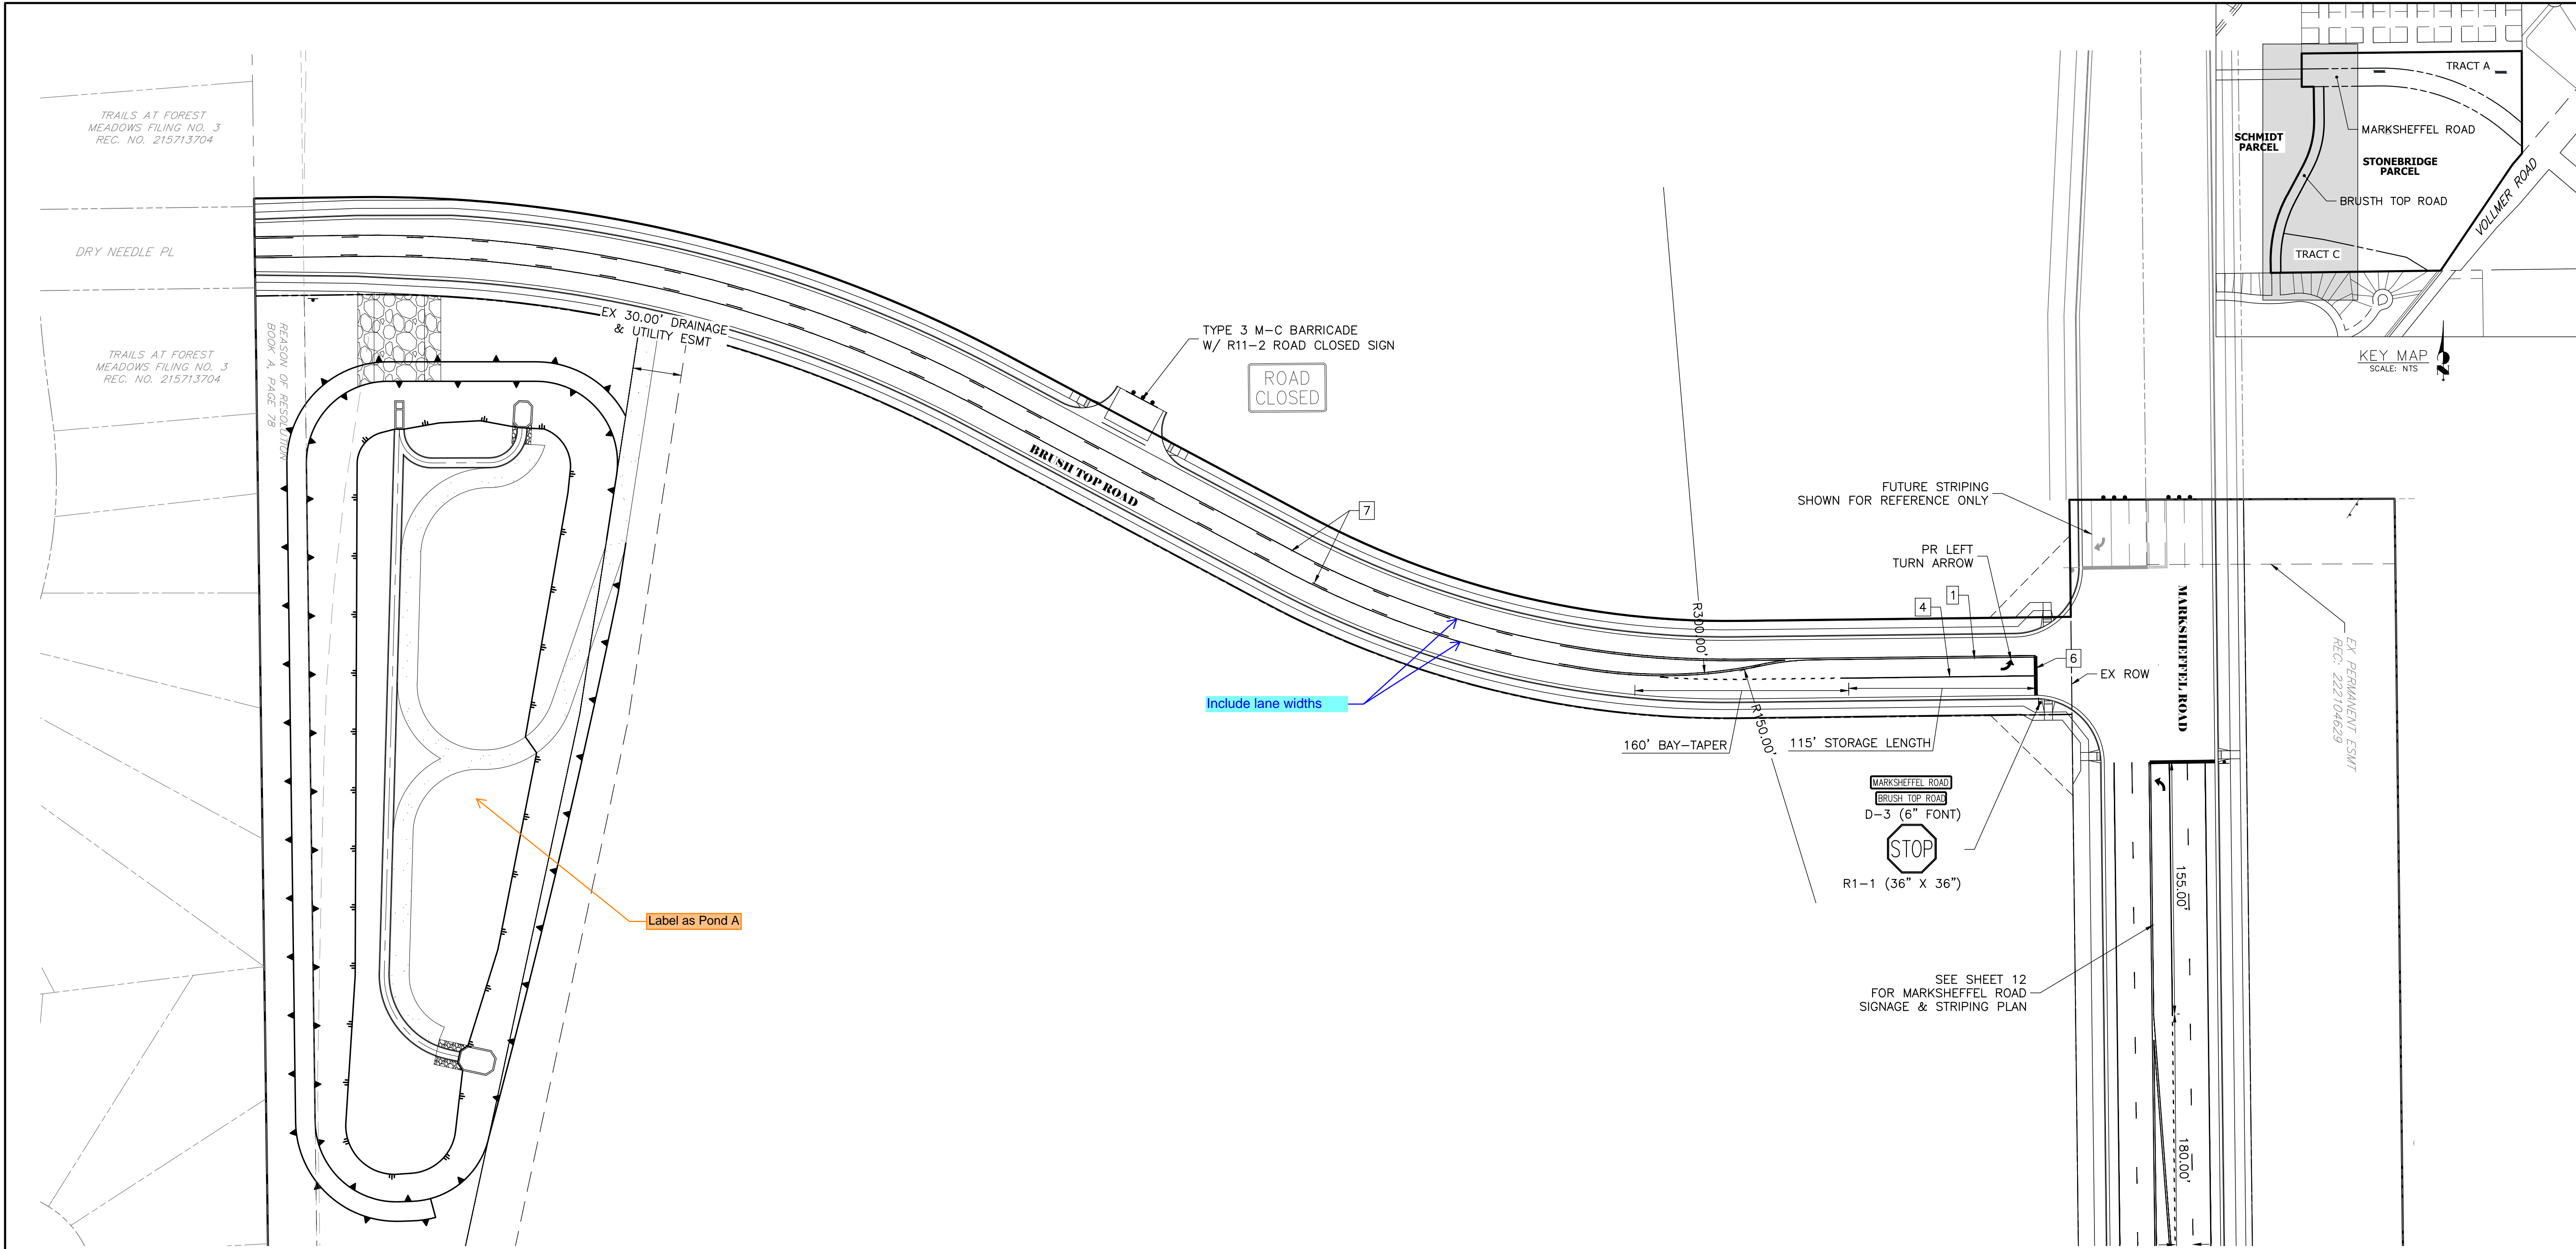 TRAILS AT FOREST
MEADOWS FILING NO. 3
REC. NO. 215713704
DRY NEEDLE PL
TRAILS AT FOREST
MEADOWS FILING NO. 3
REC. NO. 215713704
REASON OF RESOLUTION
BOOK A, PAGE 78
EX 30.00' DRAINAGE
& UTILITY ESMT
Label as Pond A
BRUSH TOP ROAD
TYPE 3 M-C BARRICADE
W/ R11-2 ROAD CLOSED SIGN
ROAD
CLOSED
7
Include lane widths
R300.00'
R150.00'
160' BAY-TAPER
115' STORAGE LENGTH
FUTURE STRIPING
SHOWN FOR REFERENCE ONLY
PR LEFT
TURN ARROW
1
4
6
EX ROW
MARKSHEFFEL ROAD
EX PERMANENT ESMT
REC: 222104629
MARKSHEFFEL ROAD
BRUSH TOP ROAD
D-3 (6" FONT)
STOP
R1-1 (36" X 36")
155.00'
180.00'
SEE SHEET 12
FOR MARKSHEFFEL ROAD
SIGNAGE & STRIPING PLAN
TRACT A
MARKSHEFFEL ROAD
SCHMIDT
PARCEL
STONEBRIDGE
PARCEL
BRUSTH TOP ROAD
VOLLMER ROAD
TRACT C
KEY MAP
SCALE: NTS
N